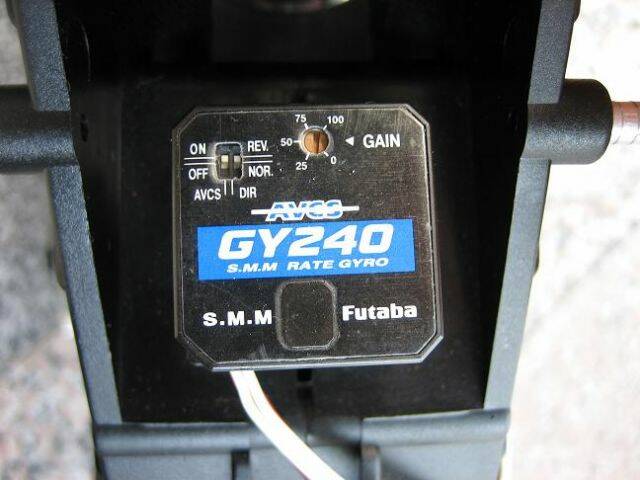 75 100
ON REV. 50 GAIN
OFF NOR. 25 0
AVCS DIR
AVCS
GY240
S.M.M RATE GYRO
S.M.M Futaba